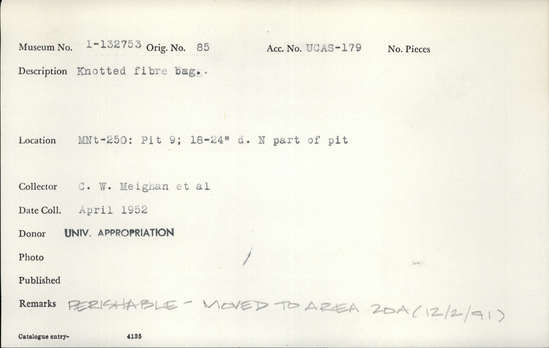 Museum No. 1-132753 Orig. No. 85 Acc. No. UCAS-179 No. Pieces
Description Knotted fibre bag.
Location MNt-250: Pit 9; 18-24" d. N part of pit
Collector C. W. Meighan et al
Date Coll. April 1952
Donor UNIV. APPROPRIATION
Photo /
Published
Remarks PERISHABLE - MOVED TO AREA 20A (12/2/91)
Catalogue entry- 4135